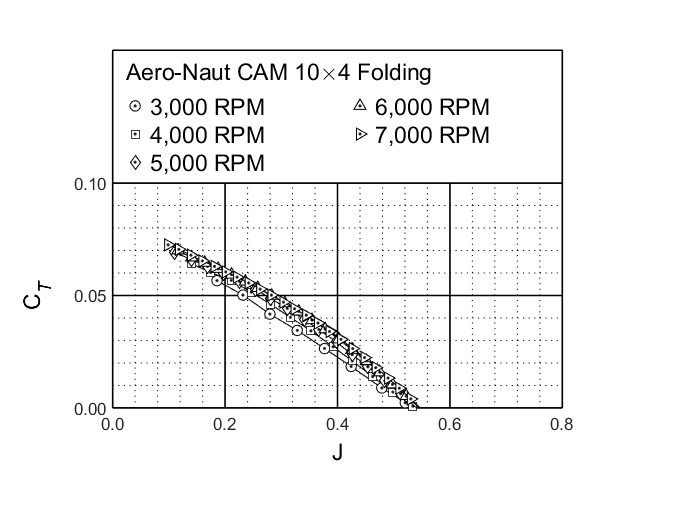 Aero-Naut CAM 10×4 Folding
3,000 RPM
4,000 RPM
5,000 RPM
6,000 RPM
7,000 RPM
0.10
0.05
0.00
C_T
0.0 0.2 0.4 0.6 0.8
J